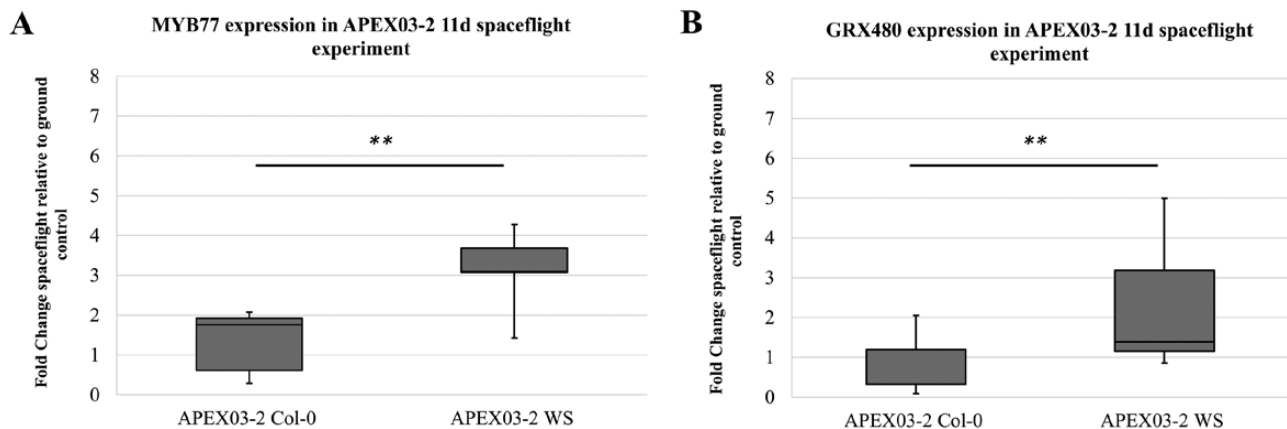 A
MYB77 expression in APEX03-2 11d spaceflight
experiment
Fold Change spaceflight relative to ground
control
8
7
6
5
4
3
2
1
0
**
APEX03-2 Col-0
APEX03-2 WS
B
GRX480 expression in APEX03-2 11d spaceflight
experiment
Fold Change spaceflight relative to ground
control
8
7
6
5
4
3
2
1
0
**
APEX03-2 Col-0
APEX03-2 WS